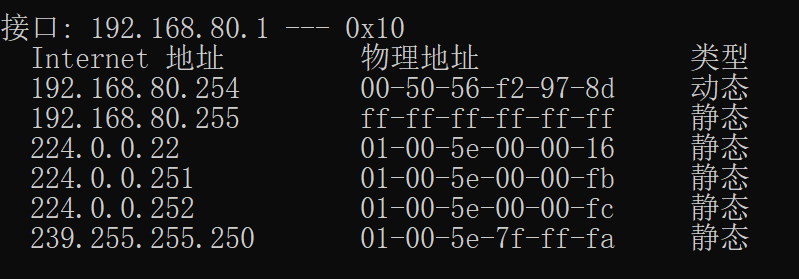 接口: 192.168.80.1 --- 0x10
Internet 地址 物理地址 类型
192.168.80.254 00-50-56-f2-97-8d 动态
192.168.80.255 ff-ff-ff-ff-ff-ff 静态
224.0.0.22 01-00-5e-00-00-16 静态
224.0.0.251 01-00-5e-00-00-fb 静态
224.0.0.252 01-00-5e-00-00-fc 静态
239.255.255.250 01-00-5e-7f-ff-fa 静态